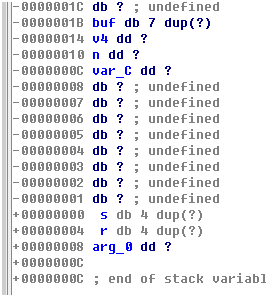 -0000001C db ? ; undefined
-0000001B buf db 7 dup(?)
-00000014 v4 dd ?
-00000010 n dd ?
-0000000C var_C dd ?
-00000008 db ? ; undefined
-00000007 db ? ; undefined
-00000006 db ? ; undefined
-00000005 db ? ; undefined
-00000004 db ? ; undefined
-00000003 db ? ; undefined
-00000002 db ? ; undefined
-00000001 db ? ; undefined
+00000000  s db 4 dup(?)
+00000004  r db 4 dup(?)
+00000008 arg_0 dd ?
+0000000C
+0000000C ; end of stack variabl